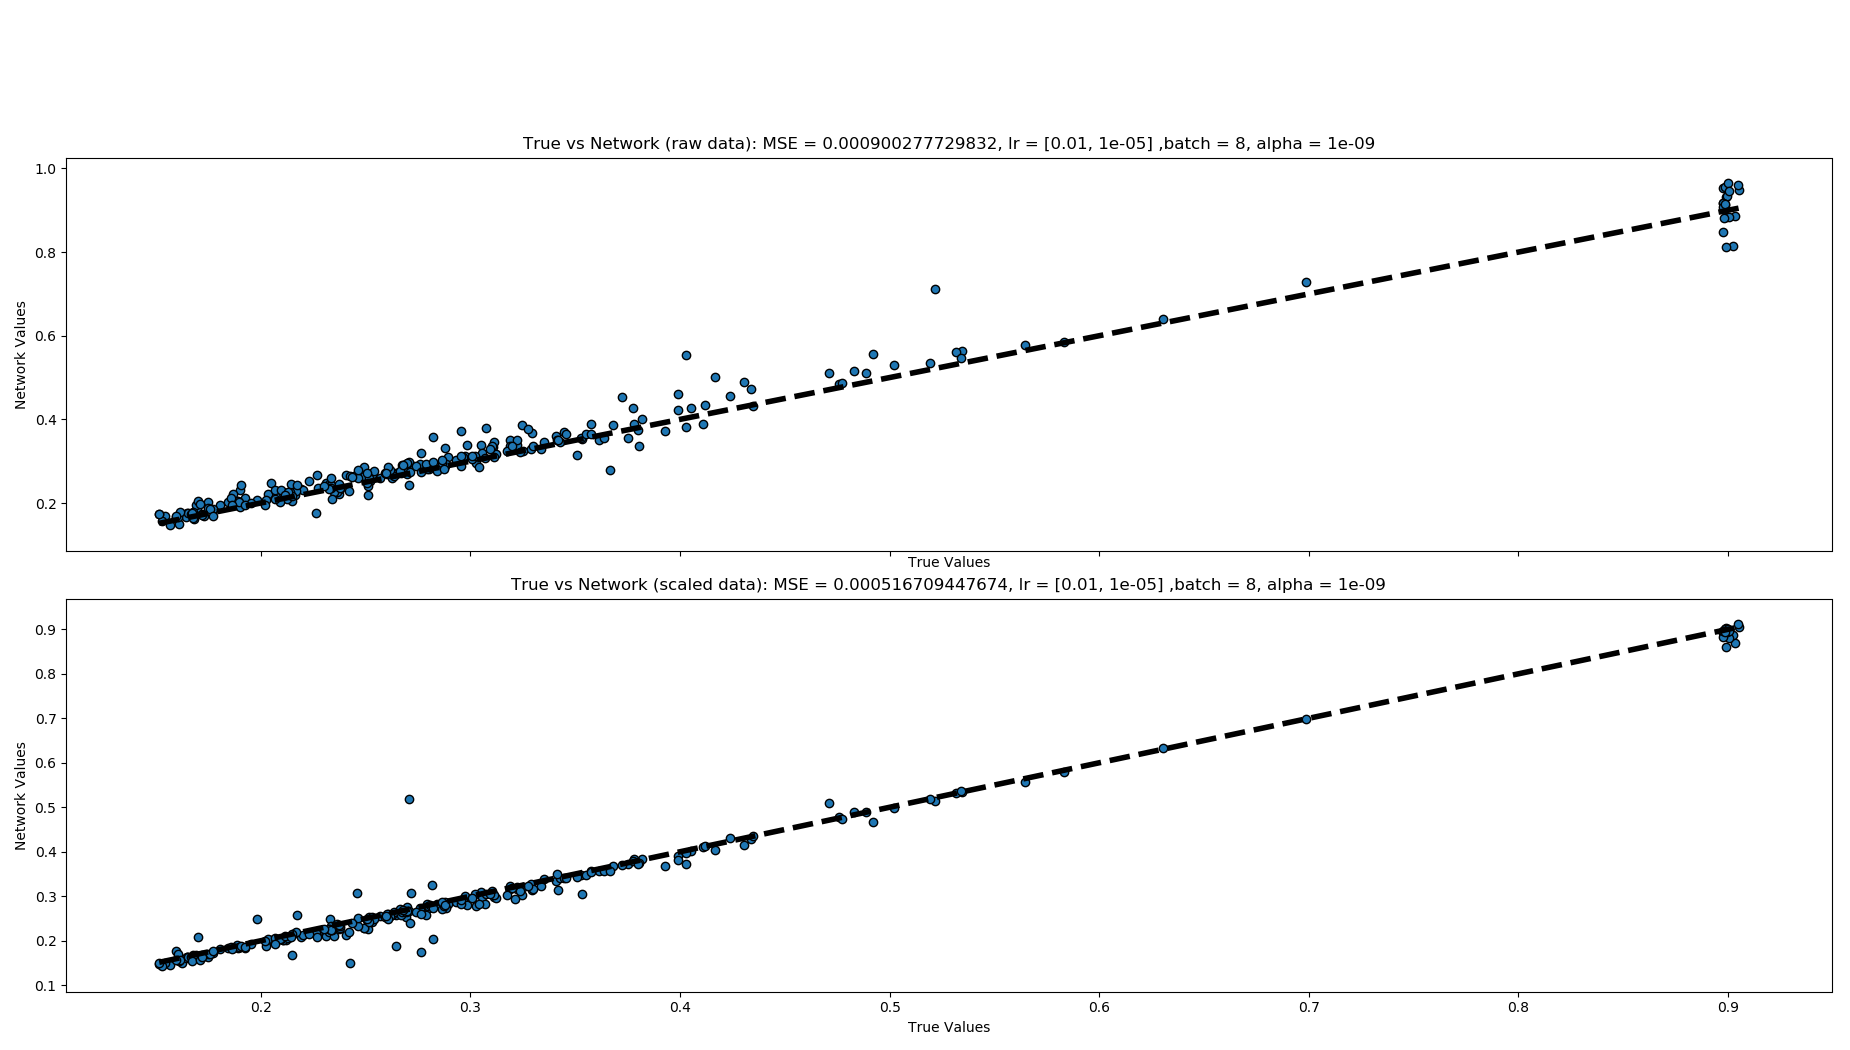 True vs Network (raw data): MSE = 0.000900277729832, lr = [0.01, 1e-05] ,batch = 8, alpha = 1e-09
1.0
0.8
0.6
0.4
0.2
Network Values
True Values
True vs Network (scaled data): MSE = 0.000516709447674, lr = [0.01, 1e-05] ,batch = 8, alpha = 1e-09
0.9
0.8
0.7
0.6
0.5
0.4
0.3
0.2
0.1
Network Values
0.2 0.3 0.4 0.5 0.6 0.7 0.8 0.9
True Values